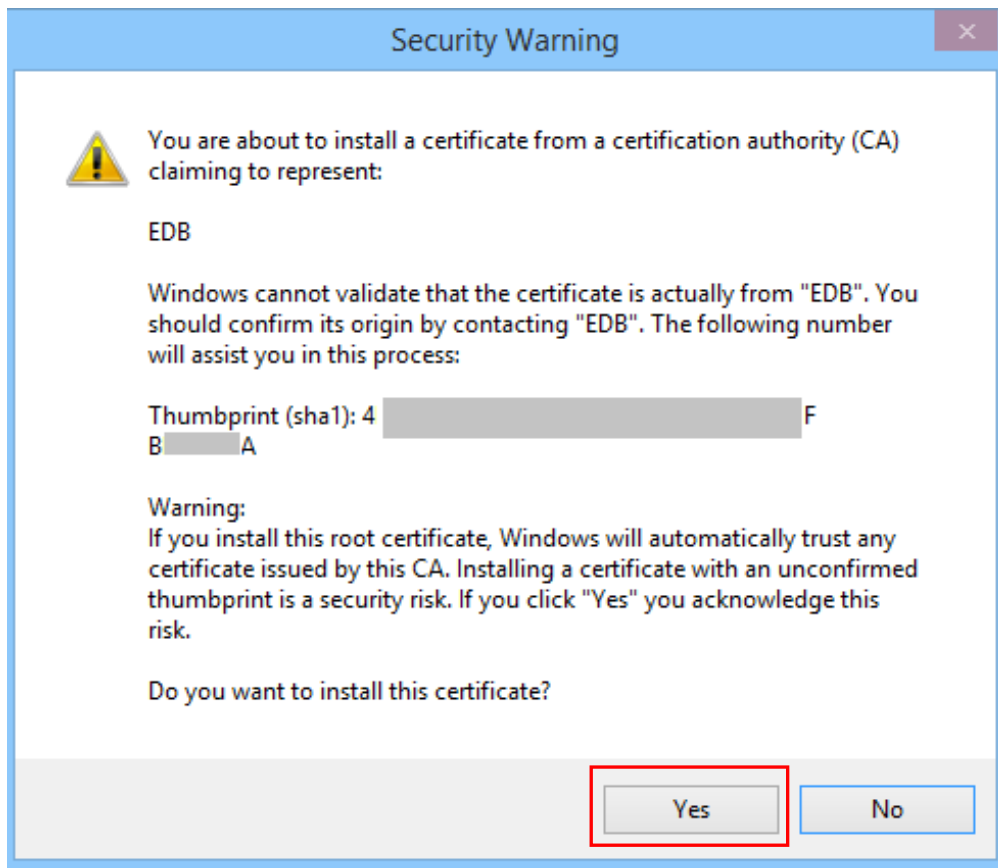 Security Warning
You are about to install a certificate from a certification authority (CA)
claiming to represent:
EDB
Windows cannot validate that the certificate is actually from "EDB". You
should confirm its origin by contacting "EDB". The following number
will assist you in this process:
Thumbprint (sha1): 4 F
B A
Warning:
If you install this root certificate, Windows will automatically trust any
certificate issued by this CA. Installing a certificate with an unconfirmed
thumbprint is a security risk. If you click "Yes" you acknowledge this
risk.
Do you want to install this certificate?
Yes No